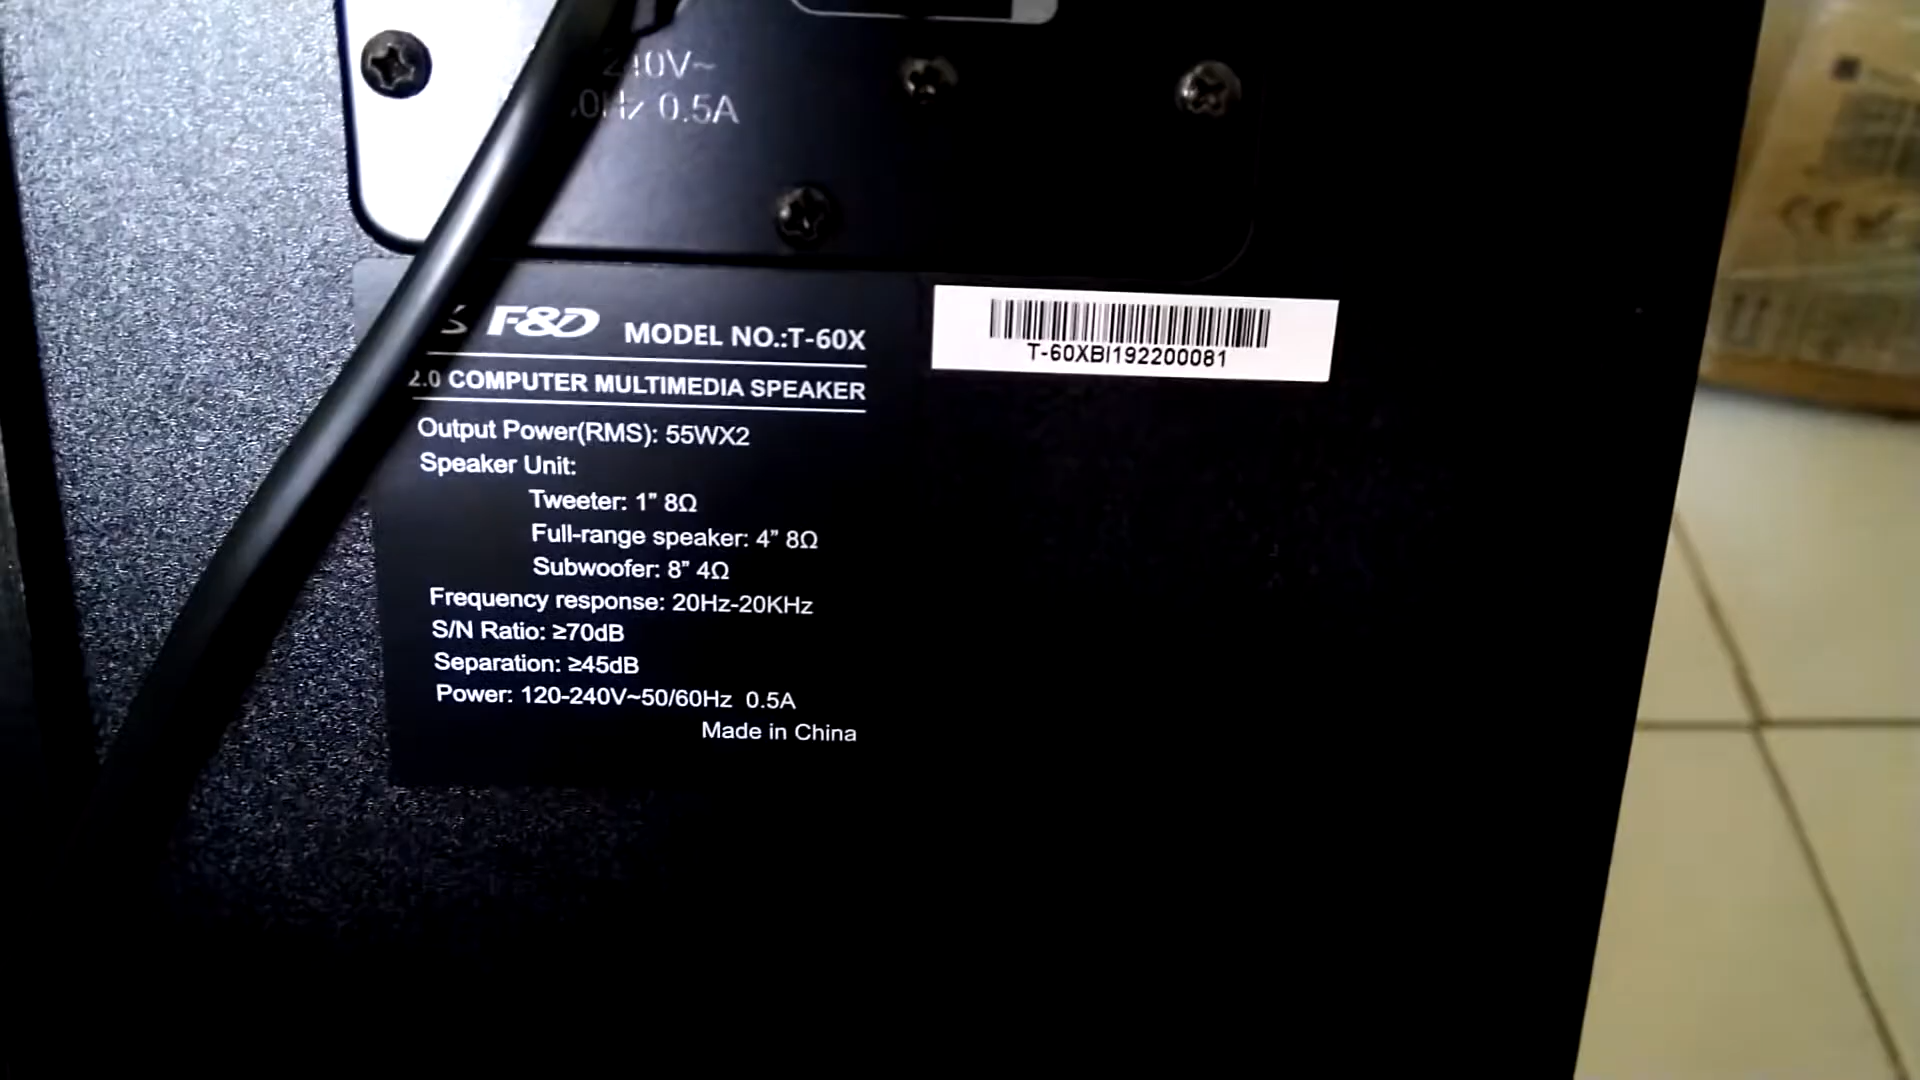 240V~
0Hz 0.5A
F&D MODEL NO.:T-60X
T-60XBI192200081
2.0 COMPUTER MULTIMEDIA SPEAKER
Output Power(RMS): 55WX2
Speaker Unit:
Tweeter: 1” 8Ω
Full-range speaker: 4” 8Ω
Subwoofer: 8” 4Ω
Frequency response: 20Hz-20KHz
S/N Ratio: ≥70dB
Separation: ≥45dB
Power: 120-240V~50/60Hz 0.5A
Made in China